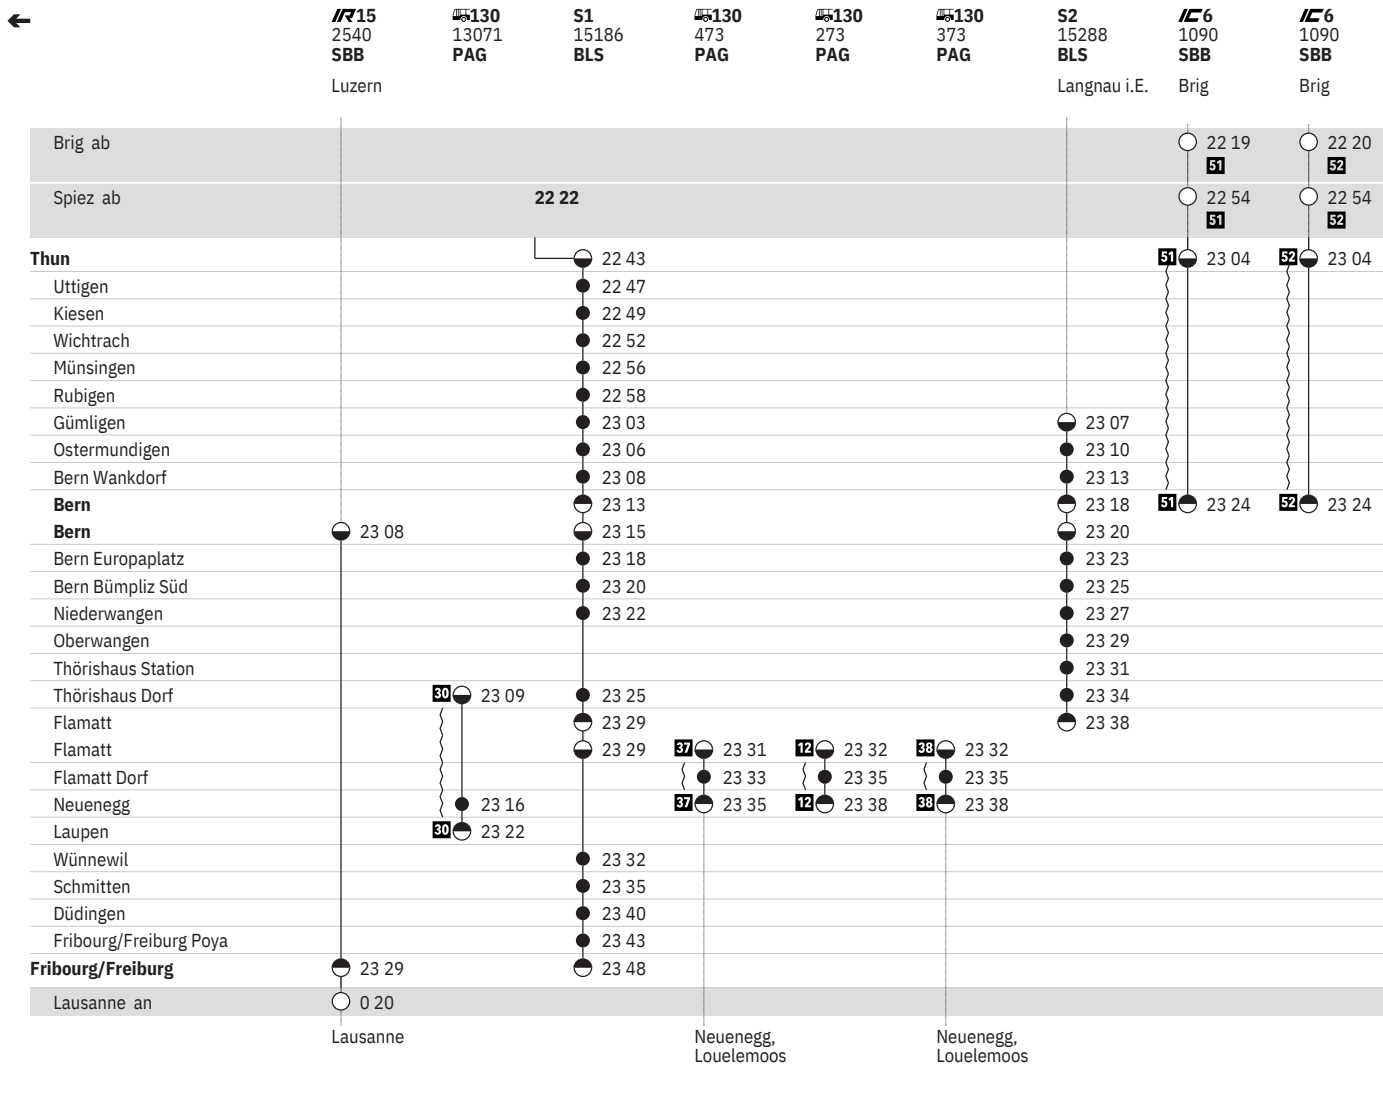 IR15 130 S1 130 130 130 S2 IC6 IC6
2540 13071 15186 473 273 373 15288 1090 1090
SBB PAG BLS PAG PAG PAG BLS SBB SBB
Luzern Langnau i.E. Brig Brig
Brig ab 22 19 22 20
51 52
Spiez ab 22 22 22 54 22 54
51 52
Thun 22 43 51 23 04 52 23 04
Uttigen 22 47
Kiesen 22 49
Wichtrach 22 52
Münsingen 22 56
Rubigen 22 58
Gümligen 23 03 23 07
Ostermundigen 23 06 23 10
Bern Wankdorf 23 08 23 13
Bern 23 13 23 18 51 23 24 52 23 24
Bern 23 08 23 15 23 20
Bern Europaplatz 23 18 23 23
Bern Bümpliz Süd 23 20 23 25
Niederwangen 23 22 23 27
Oberwangen 23 29
Thörishaus Station 23 31
Thörishaus Dorf 30 23 09 23 25 23 34
Flamatt 23 29 23 38
Flamatt 23 29 37 23 31 12 23 32 38 23 32
Flamatt Dorf 23 33 23 35 23 35
Neuenegg 23 16 37 23 35 12 23 38 38 23 38
Laupen 30 23 22
Wünnewil 23 32
Schmitten 23 35
Düdingen 23 40
Fribourg/Freiburg Poya 23 43
Fribourg/Freiburg 23 29 23 48
Lausanne an 0 20
Lausanne Neuenegg, Neuenegg,
Louelemoos Louelemoos